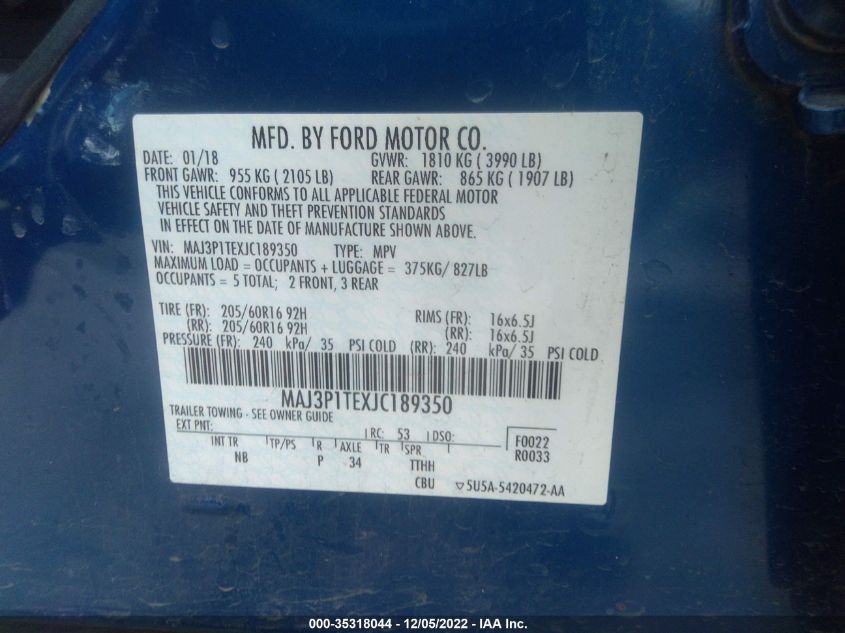 MFD. BY FORD MOTOR CO.
DATE: 01/18 GVWR: 1810 KG ( 3990 LB)
FRONT GAWR: 955 KG ( 2105 LB) REAR GAWR: 865 KG ( 1907 LB)
THIS VEHICLE CONFORMS TO ALL APPLICABLE FEDERAL MOTOR
VEHICLE SAFETY AND THEFT PREVENTION STANDARDS
IN EFFECT ON THE DATE OF MANUFACTURE SHOWN ABOVE.
VIN: MAJ3P1TEXJC189350 TYPE: MPV
MAXIMUM LOAD = OCCUPANTS + LUGGAGE = 375KG/ 827LB
OCCUPANTS = 5 TOTAL; 2 FRONT, 3 REAR
TIRE (FR): 205/60R16 92H RIMS (FR): 16x6.5J
(RR): 205/60R16 92H (RR): 16x6.5J
PRESSURE (FR): 240 kPa/ 35 PSI COLD (RR): 240 kPa/ 35 PSI COLD
MAJ3P1TEXJC189350
TRAILER TOWING - SEE OWNER GUIDE
EXT PNT: RC: 53 DSO: F0022
INT TR TP/PS R AXLE TR SPR R0033
NB P 34 TTHH
CBU ▽5U5A-5420472-AA
000-35318044 - 12/05/2022 - IAA Inc.